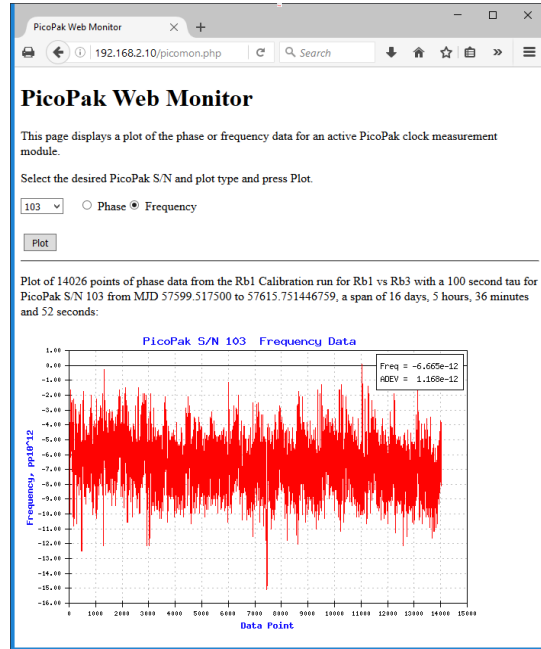 PicoPak Web Monitor
192.168.2.10/picomon.php
Search
PicoPak Web Monitor
This page displays a plot of the phase or frequency data for an active PicoPak clock measurement
module.
Select the desired PicoPak S/N and plot type and press Plot.
103 Phase Frequency
Plot
Plot of 14026 points of phase data from the Rb1 Calibration run for Rb1 vs Rb3 with a 100 second tau for
PicoPak S/N 103 from MJD 57599.517500 to 57615.751446759, a span of 16 days, 5 hours, 36 minutes
and 52 seconds:
PicoPak S/N 103 Frequency Data
Freq = -6.665e-12
ADEV = 1.168e-12
Frequency, pp10^12
1.00
0.00
-1.00
-2.00
-3.00
-4.00
-5.00
-6.00
-7.00
-8.00
-9.00
-10.00
-11.00
-12.00
-13.00
-14.00
-15.00
-16.00
0 1000 2000 3000 4000 5000 6000 7000 8000 9000 10000 11000 12000 13000 14000 15000
Data Point